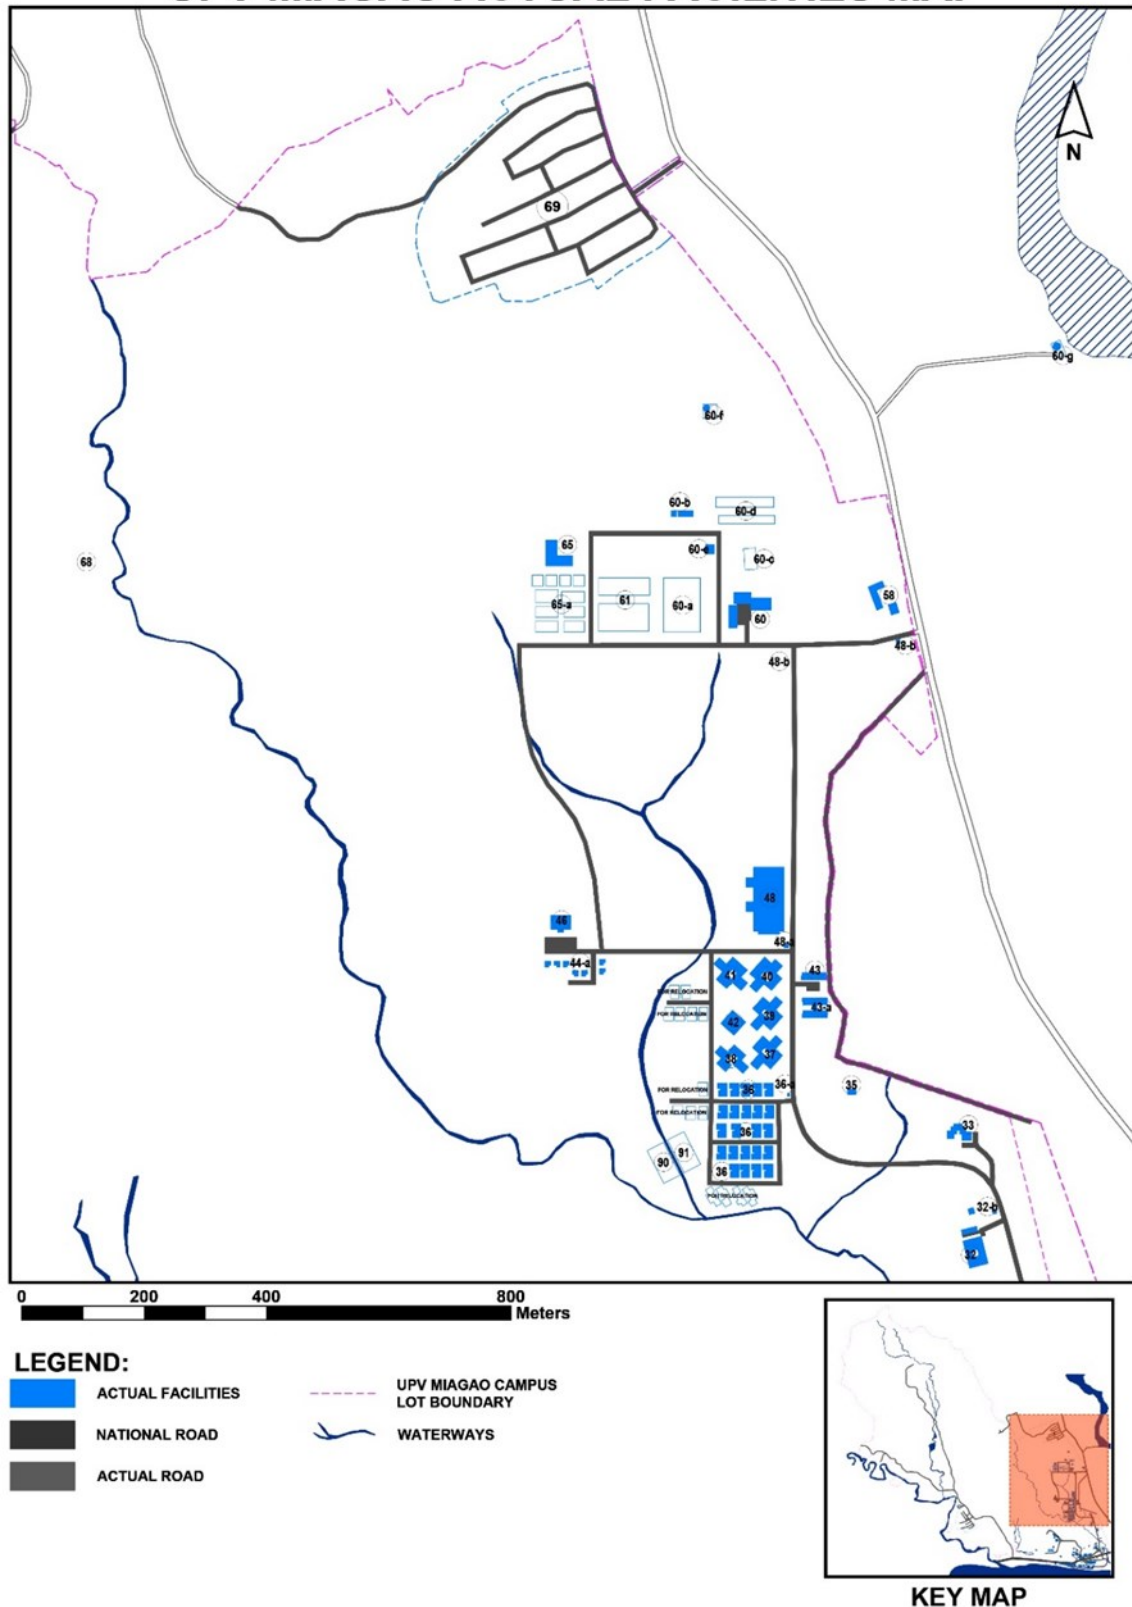 69
N
60-g
60-f
60-b
60-d
65
60-c
68
65-a
61
60-a
58
60
48-b
48-b
48
46
48-a
44-a
41
40
43
FOR RELOCATION
FOR RELOCATION
42
39
43-a
38
37
FOR RELOCATION
36
36-a
35
FOR RELOCATION
36
33
90
91
36
FOR RELOCATION
32-b
32
0 200 400 800
Meters
LEGEND:
ACTUAL FACILITIES
NATIONAL ROAD
ACTUAL ROAD
UPV MIAGAO CAMPUS
LOT BOUNDARY
WATERWAYS
KEY MAP